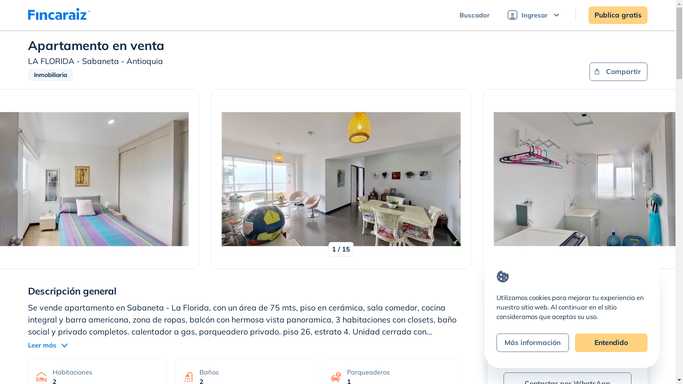 Fincaraiz
Buscador
Ingresar
Publica gratis
Apartamento en venta
LA FLORIDA - Sabaneta - Antioquia
Inmobiliaria
Compartir
1 / 15
Descripción general
Se vende apartamento en Sabaneta - La Florida, con un área de 75 mts, piso en cerámica, sala comedor, cocina
integral y barra americana, zona de ropas, balcón con hermosa vista panoramica, 3 habitaciones con closets, baño
social y privado completos. calentador a gas, parqueadero privado. piso 26, estrato 4. Unidad cerrada con...
Leer más
Habitaciones
2
Baños
2
Parqueaderos
1
Utilizamos cookies para mejorar tu experiencia en
nuestro sitio web. Al continuar en el sitio
consideramos que aceptas su uso.
Más información
Entendido
Contactar por WhatsApp